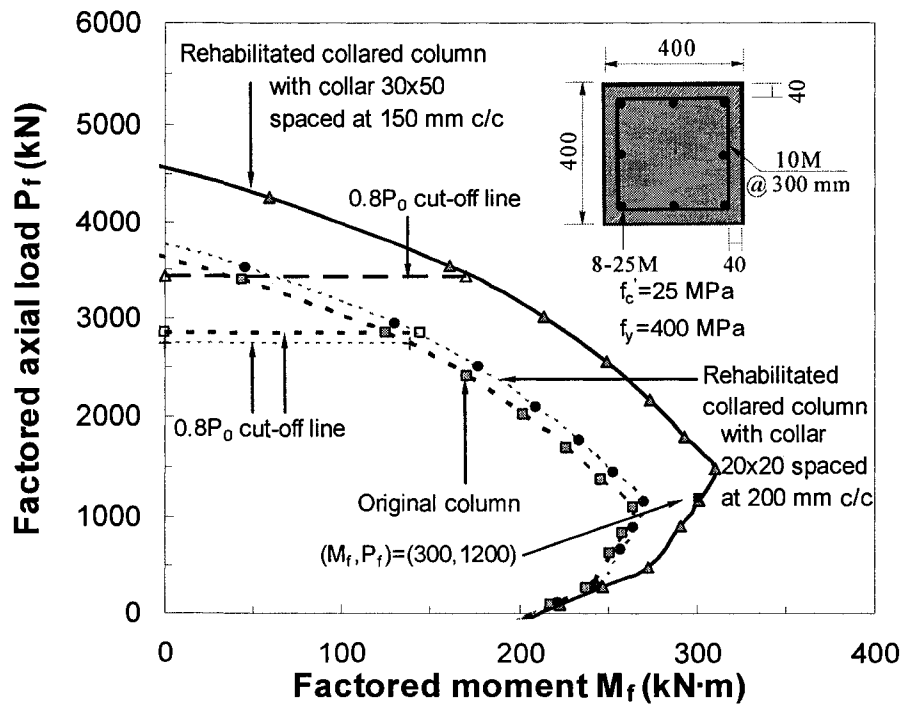 6000
5000
4000
3000
2000
1000
0
Factored axial load Pf (kN)
Rehabilitated collared column
with collar 30x50
spaced at 150 mm c/c
0.8P0 cut-off line
400
40
400
10M
@ 300 mm
8-25M
40
fc'=25 MPa
fy=400 MPa
Rehabilitated
collared column
with collar
20x20 spaced
at 200 mm c/c
0.8P0 cut-off line
Original column
(Mf,Pf)=(300,1200)
0
100
200
300
400
Factored moment Mf (kN·m)